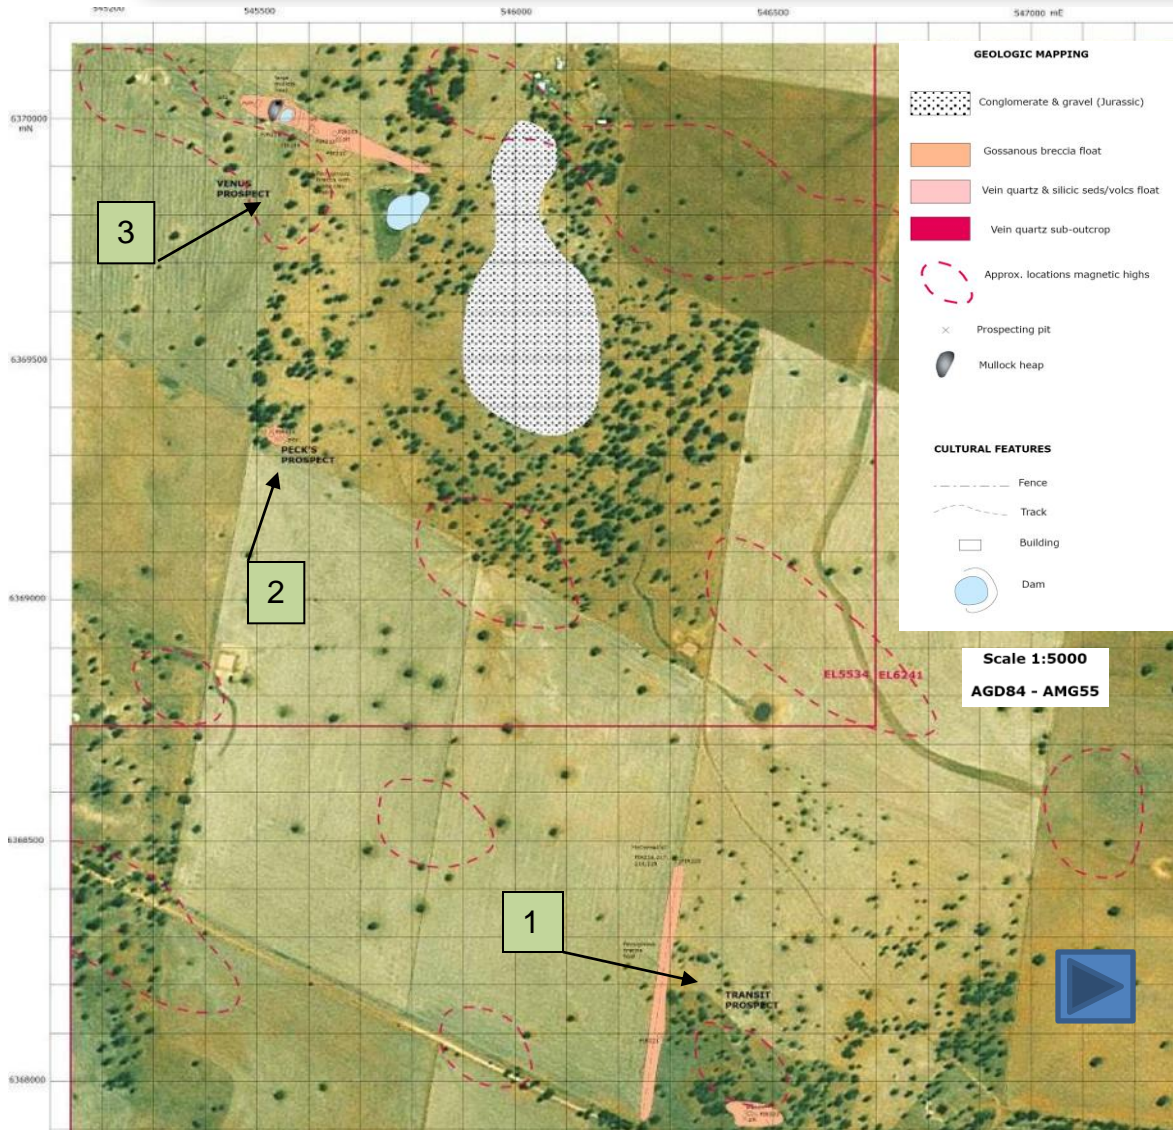 545500
546000
546500
547000 mE
6370000
mN
6369500
6369000
6368500
6368000
VENUS
PROSPECT
3
PECK'S
PROSPECT
2
EL5534
EL6241
1
TRANSIT
PROSPECT
GEOLOGIC MAPPING
Conglomerate & gravel (Jurassic)
Gossanous breccia float
Vein quartz & silicic seds/volcs float
Vein quartz sub-outcrop
Approx. locations magnetic highs
Prospecting pit
Mullock heap
CULTURAL FEATURES
Fence
Track
Building
Dam
Scale 1:5000
AGD84 - AMG55